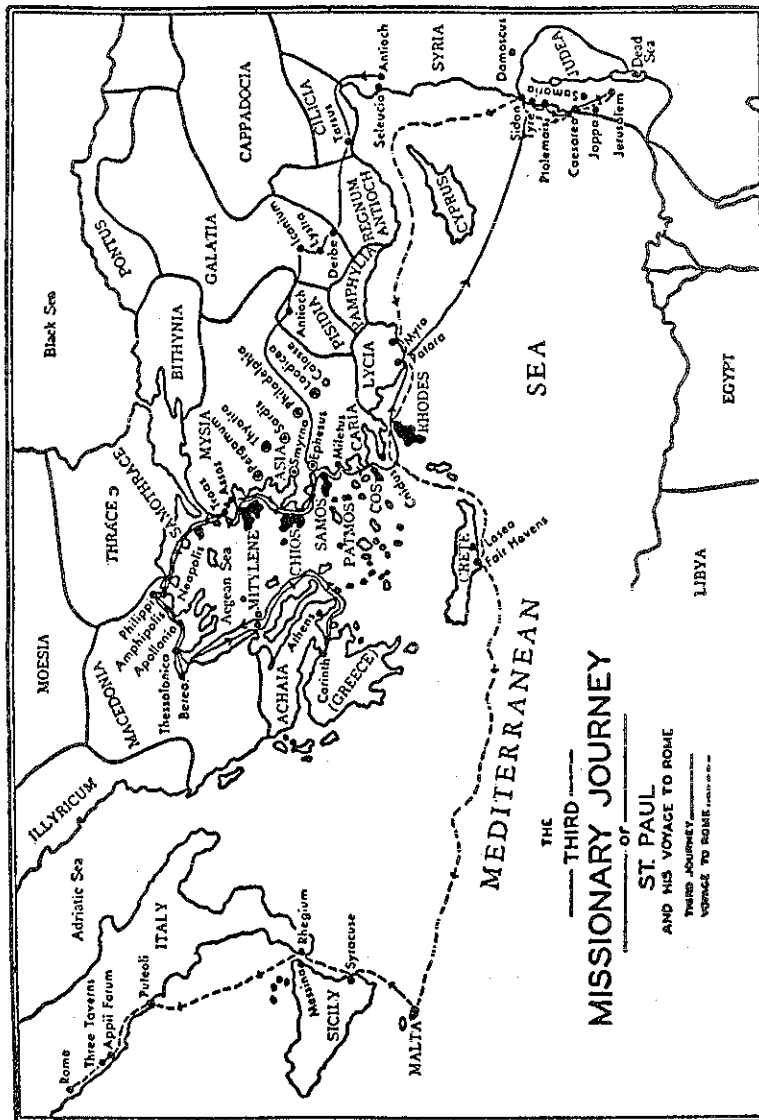 THE
THIRD
MISSIONARY JOURNEY
OF
ST. PAUL
AND HIS VOYAGE TO ROME
THIRD JOURNEY
VOYAGE TO ROME
Black Sea
Adriatic Sea
Aegean Sea
MEDITERRANEAN
SEA
Dead Sea
MOESIA
THRACE
ILLYRICUM
MACEDONIA
SAMOTHRACE
BITHYNIA
PONTUS
GALATIA
CAPPADOCIA
CILICIA
SYRIA
JUDEA
MYSIA
ASIA
PISIDIA
PAMPHYLIA
REGNUM
ANTIOCH
LYCIA
CARIA
ACHAIA
(GREECE)
ITALY
SICILY
MALTA
CRETE
RHODES
CYPRUS
MITYLENE
CHIOS
SAMOS
PATMOS
COS
LIBYA
EGYPT
Rome
Three Taverns
Appii Forum
Puteoli
Rhegium
Messina
Syracuse
Philippi
Amphipolis
Apollonia
Thessalonica
Berea
Neapolis
Troas
Assos
Athens
Corinth
Pergamum
Thyatira
Sardis
Philadelphia
Laodicea
Colosse
Smyrna
Ephesus
Miletus
Cnidus
Antioch
Iconium
Lystra
Derbe
Tarsus
Antioch
Seleucia
Myra
Patara
Lasea
Fair Havens
Damascus
Sidon
Tyre
Ptolemais
Samaria
Caesarea
Joppa
Jerusalem